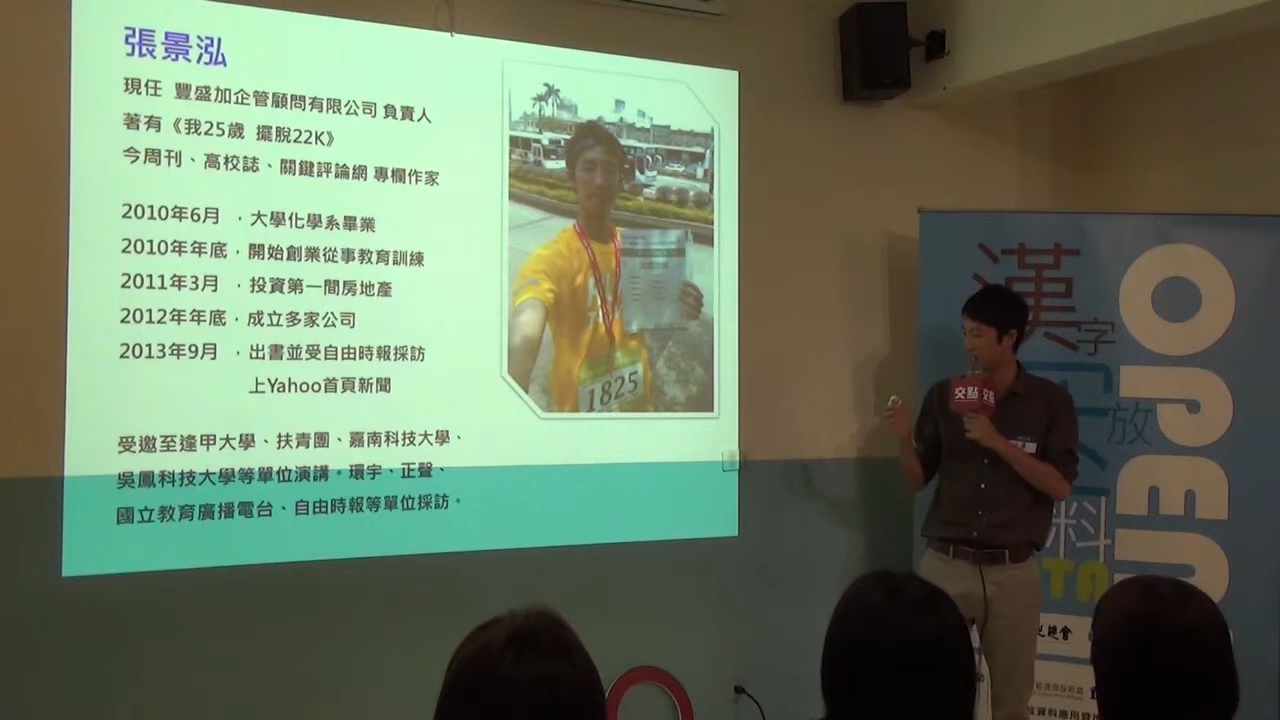 張景泓
現任 豐盛加企管顧問有限公司 負責人
著有《我25歲 擺脫22K》
今周刊、高校誌、關鍵評論網 專欄作家
2010年6月 ，大學化學系畢業
2010年年底，開始創業從事教育訓練
2011年3月 ，投資第一間房地產
2012年年底，成立多家公司
2013年9月 ，出書並受自由時報採訪
上Yahoo首頁新聞
受邀至逢甲大學、扶青團、嘉南科技大學、
吳鳳科技大學等單位演講。環宇、正聲、
國立教育廣播電台、自由時報等單位採訪。
1825
交點
漢
字
放
料
OPEN
TA